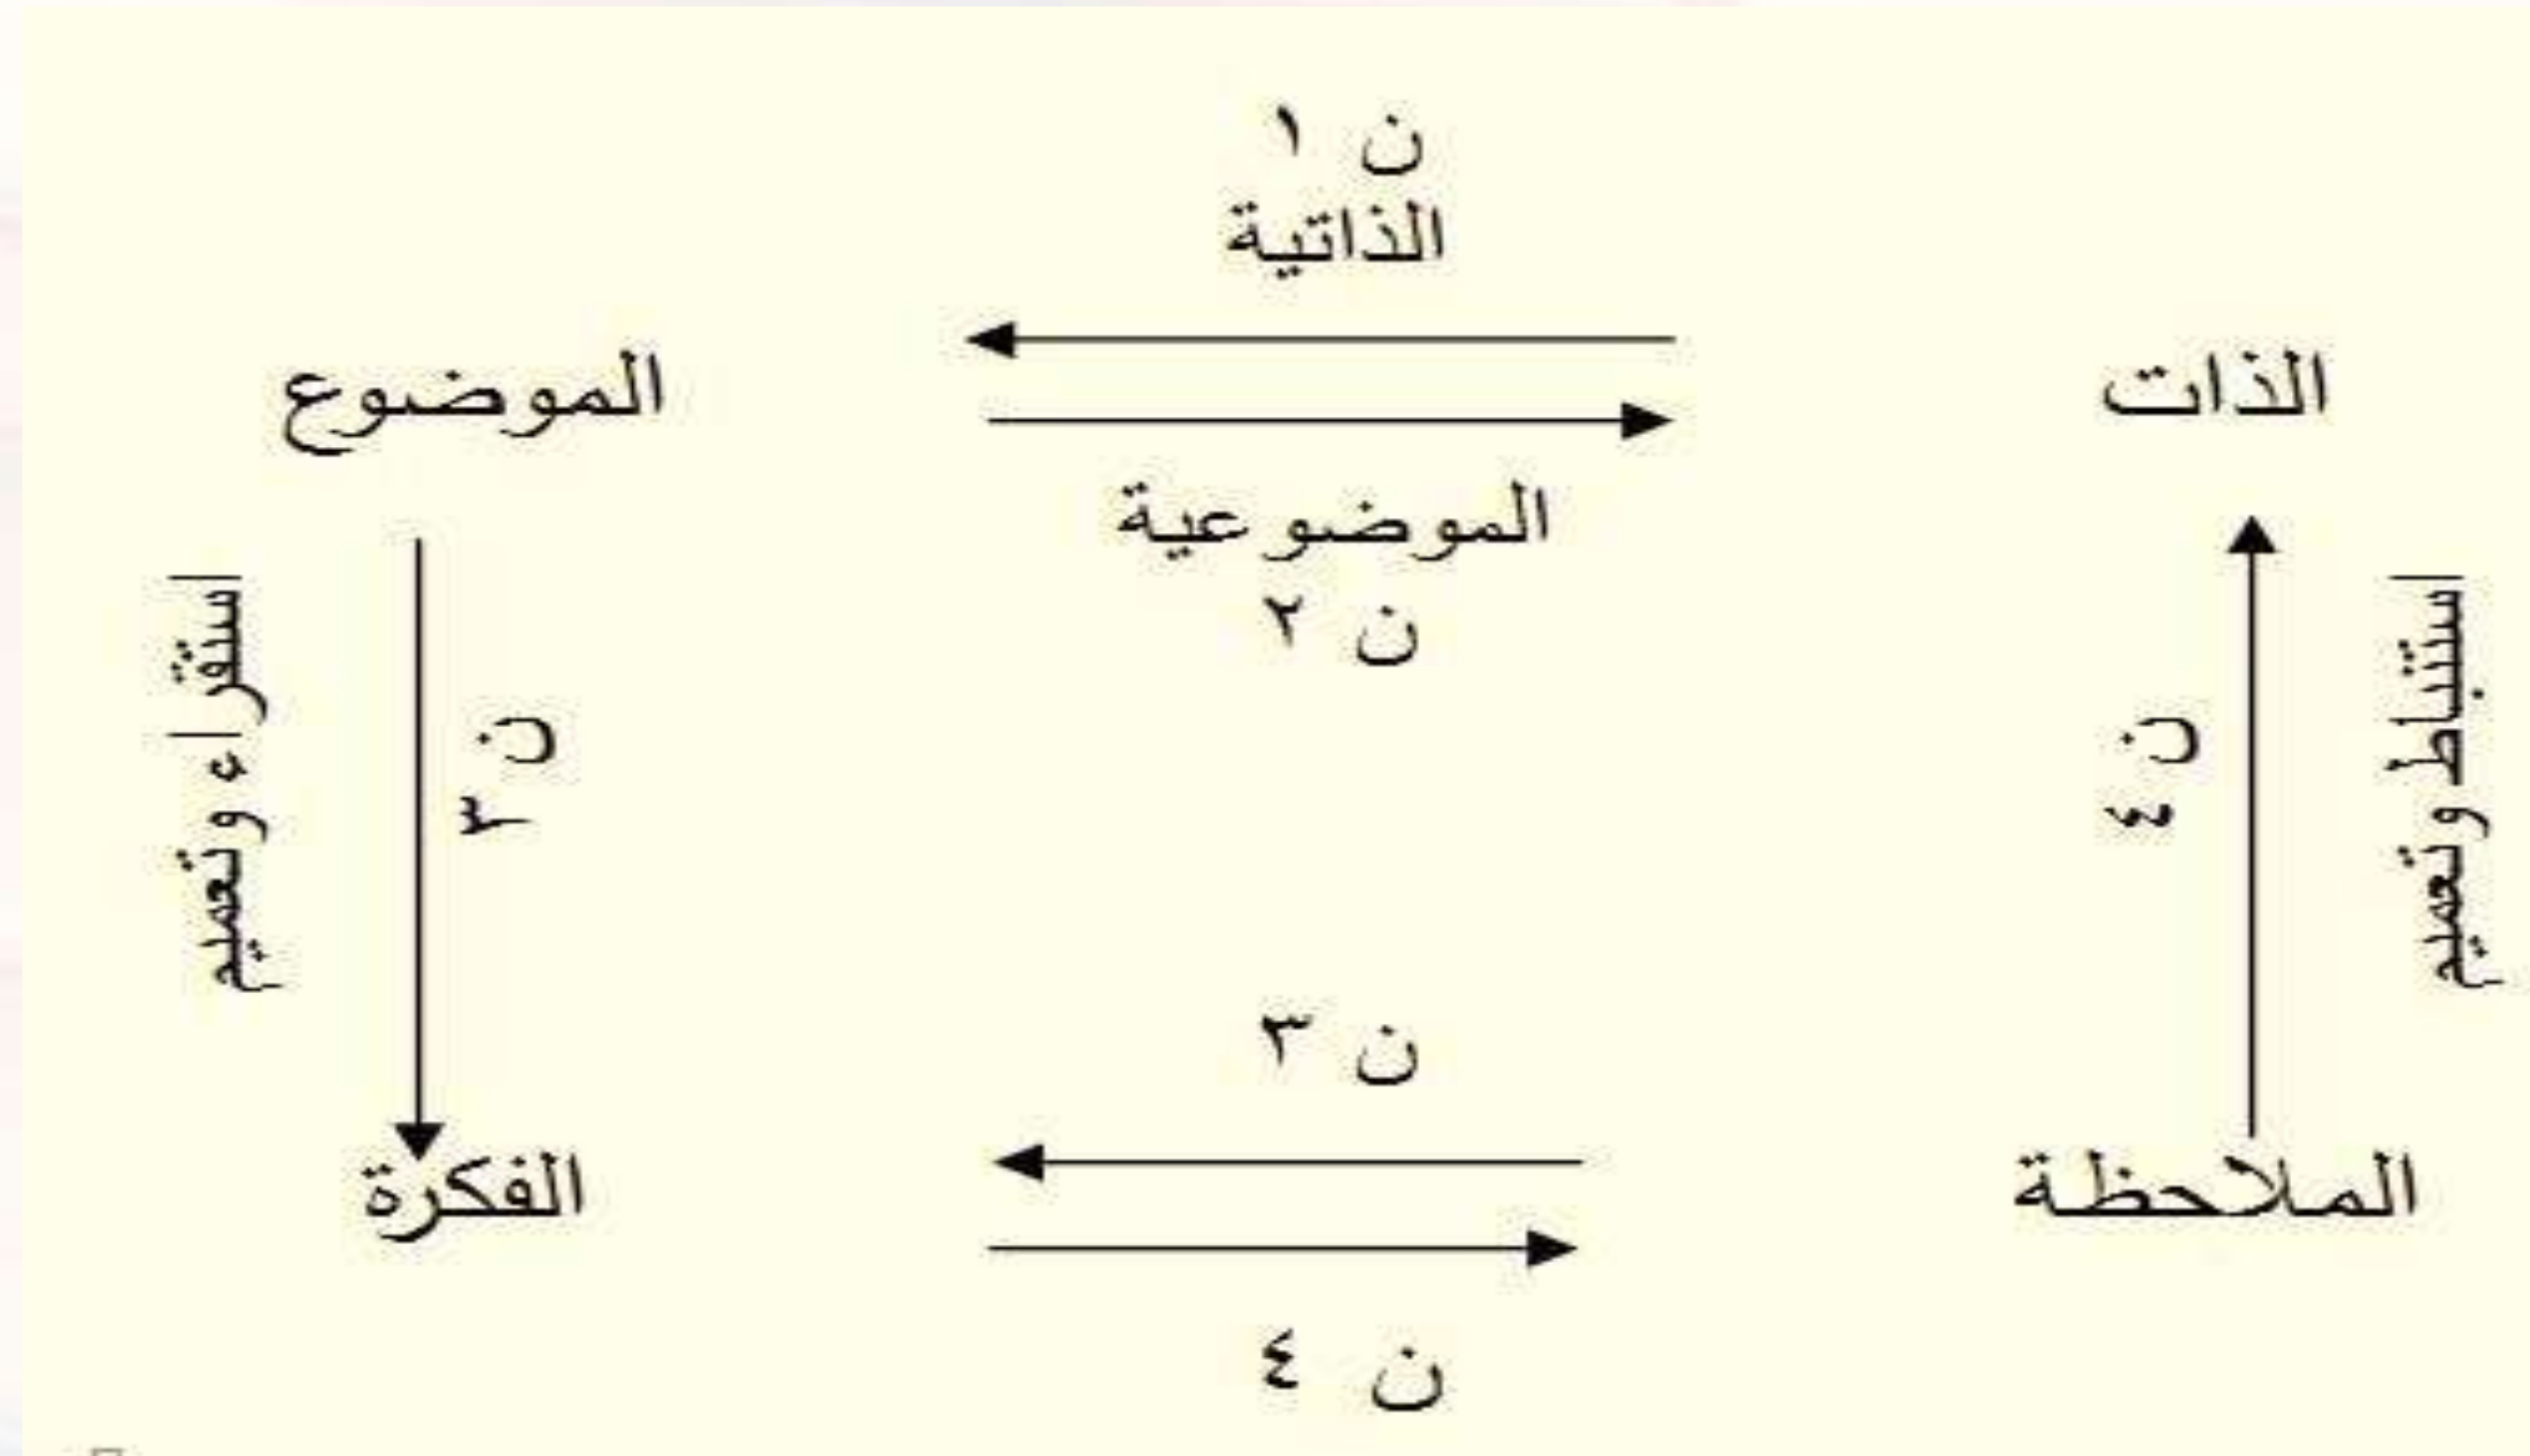 ن ١
الذاتية
الذات
الموضوع
الموضوعية
ن ٢
استنباط وتعميم
ن ٤
ن ٣
استقراء وتعميم
ن ٣
الملاحظة
الفكرة
ن ٤